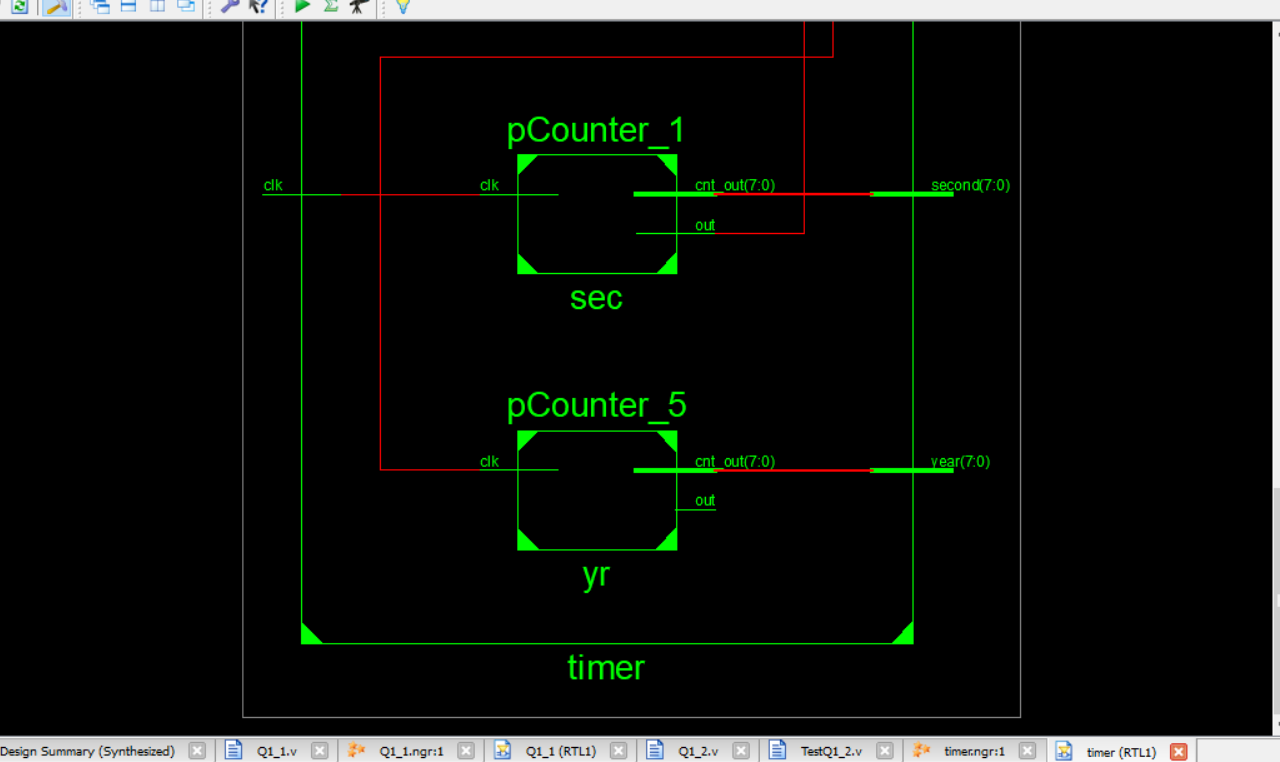 pCounter_1
clk
clk
cnt_out(7:0)
second(7:0)
out
sec
pCounter_5
clk
cnt_out(7:0)
year(7:0)
out
yr
timer
Design Summary (Synthesized)
Q1_1.v
Q1_1.ngr:1
Q1_1 (RTL1)
Q1_2.v
TestQ1_2.v
timer.ngr:1
timer (RTL1)